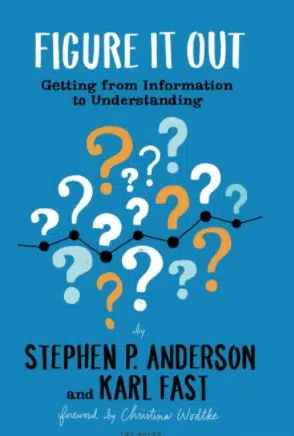 FIGURE IT OUT
Getting from Information
to Understanding
? ? ? ?
? ? ? ? ?
? ? ? ?
?
by
STEPHEN P. ANDERSON
and KARL FAST
foreword by Christina Wodtke